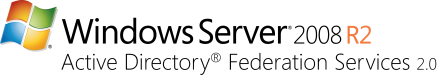 Windows Server® 2008 R2
Active Directory® Federation Services 2.0